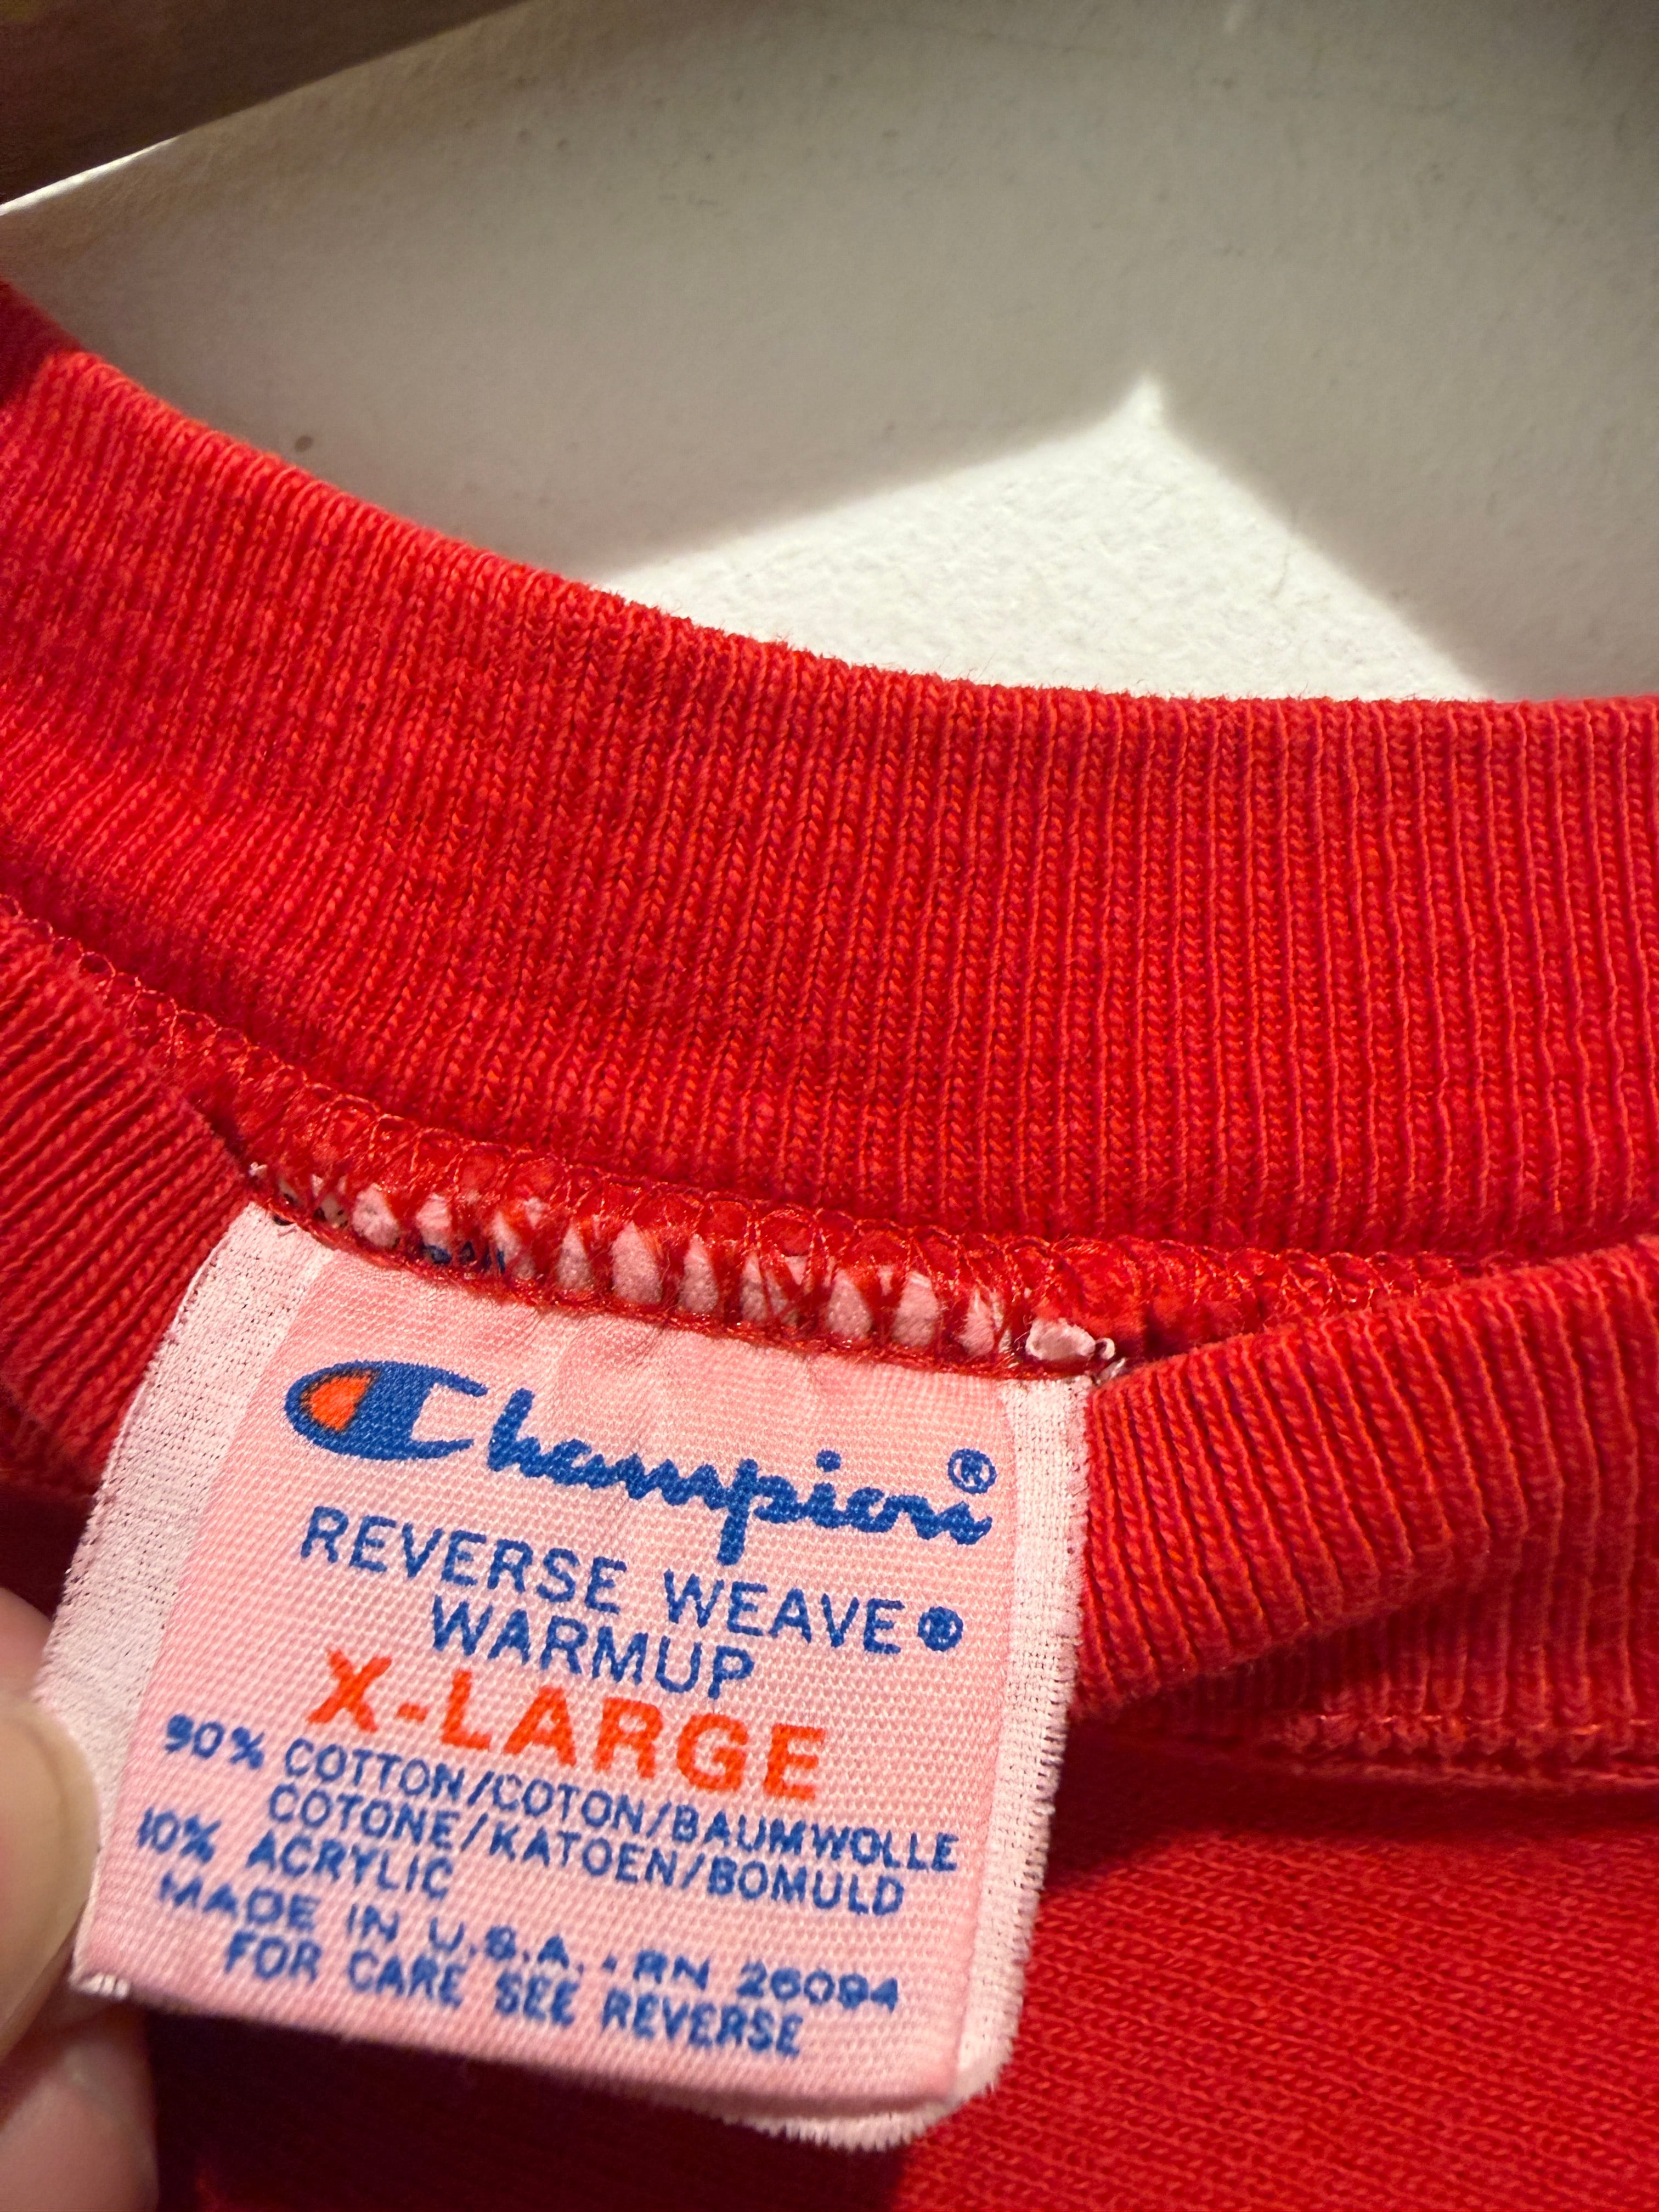 Champion®
REVERSE WEAVE®
WARMUP
X-LARGE
90% COTTON/COTON/BAUMWOLLE
COTONE/KATOEN/BOMULD
10% ACRYLIC
MADE IN U.S.A. • RN 26094
FOR CARE SEE REVERSE